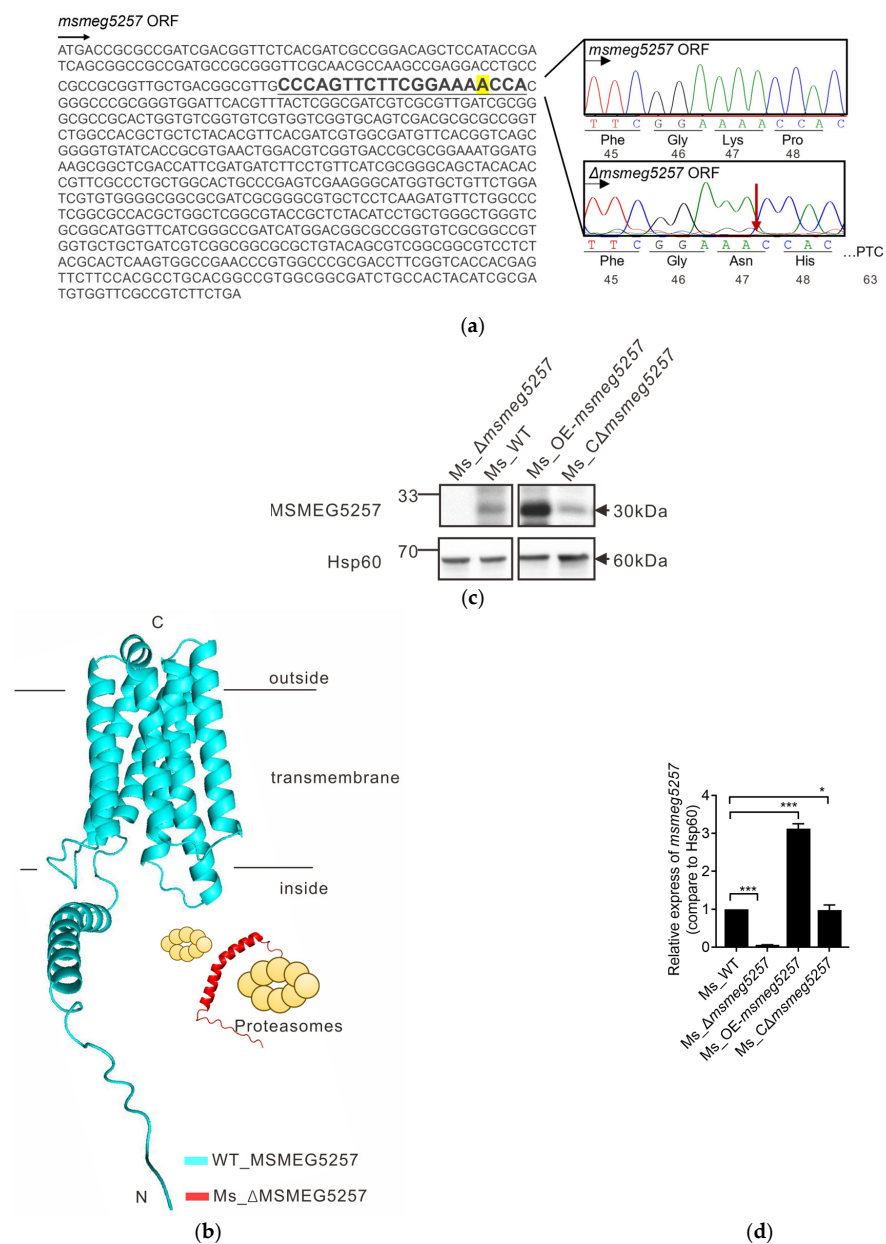 msmeg5257 ORF
ATGACCGCGCCGATCGACGGTTCTCACGATCGCCGGACAGCTCCATACCGA
TCAGCGGCCGCCGATGCCGCGGGTTCGCAACGCCAAGCCGAGGACCTGCC
CGCCGCGGTTGCTGACGGCGTTGCCCAGTTCTTCGGAAAACCAC
GGGCCCGCGGGTGGATTCACGTTTACTCGGCGATCGTCGCGTTGATCGCGG
GCGCCGCACTGGTGTCGGTGTCGTGGTCGGTGCAGTCGACGCGCGCCGGT
CTGGCCACGCTGCTCTACACGTTCACGATCGTGGCGATGTTCACGGTCAGC
GGGGTGTATCACCGCGTGAACTGGACGTCGGTGACCGCGCGGAAATGGATG
AAGCGGCTCGACCATTCGATGATCTTCCTGTTCATCGCGGGCAGCTACACAC
CGTTCGCCCTGCTGGCACTGCCCGAGTCGAAGGGCATGGTGCTGTTCTGGA
TCGTGTGGGGCGGCGCGATCGCGGGCGTGCTCCTCAAGATGTTCTGGCCC
TCGGCGCCACGCTGGCTCGGCGTACCGCTCTACATCCTGCTGGGCTGGGTC
GCGGCATGGTTCATCGGGCCGATCATGGACGGCGCCGGTGTCGCGGCCGT
GGTGCTGCTGATCGTCGGCGGCGCGCTGTACAGCGTCGGCGGCGTCCTCT
ACGCACTCAAGTGGCCGAACCCGTGGCCCGCGACCTTCGGTCACCACGAG
TTCTTCCACGCCTGCACGGCCGTGGCGGCGATCTGCCACTACATCGCGA
TGTGGTTCGCCGTCTTCTGA
msmeg5257 ORF
T T C G G A A A A C C A C
Phe Gly Lys Pro
45 46 47 48
Δmsmeg5257 ORF
T T C G G A A A C C A C
Phe Gly Asn His ...PTC
45 46 47 48 63
(a)
Ms_Δmsmeg5257
Ms_WT
Ms_OE-msmeg5257
Ms_CΔmsmeg5257
33
MSMEG5257
30kDa
70
Hsp60
60kDa
(c)
C
outside
transmembrane
inside
Proteasomes
WT_MSMEG5257
Ms_ΔMSMEG5257
N
(b)
Relative express of msmeg5257
(compare to Hsp60)
4
3
2
1
0
*
***
***
Ms_WT
Ms_Δmsmeg5257
Ms_OE-msmeg5257
Ms_CΔmsmeg5257
(d)